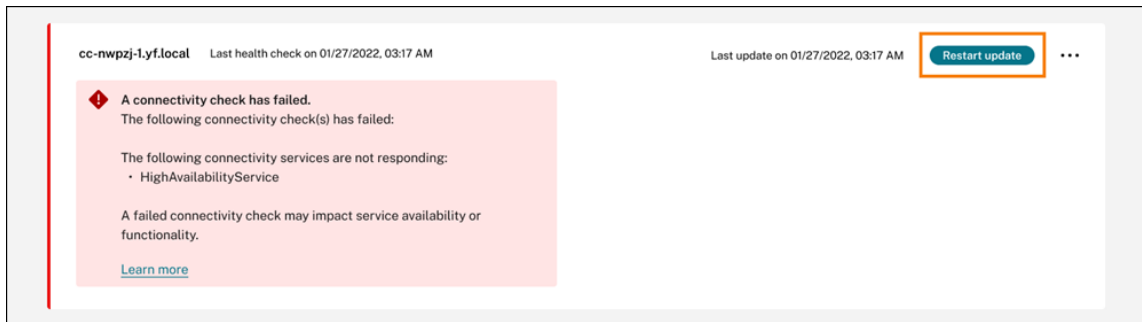 cc-nwpzj-1.yf.local Last health check on 01/27/2022, 03:17 AM Last update on 01/27/2022, 03:17 AM Restart update
A connectivity check has failed.
The following connectivity check(s) has failed:
The following connectivity services are not responding:
• HighAvailabilityService
A failed connectivity check may impact service availability or
functionality.
Learn more